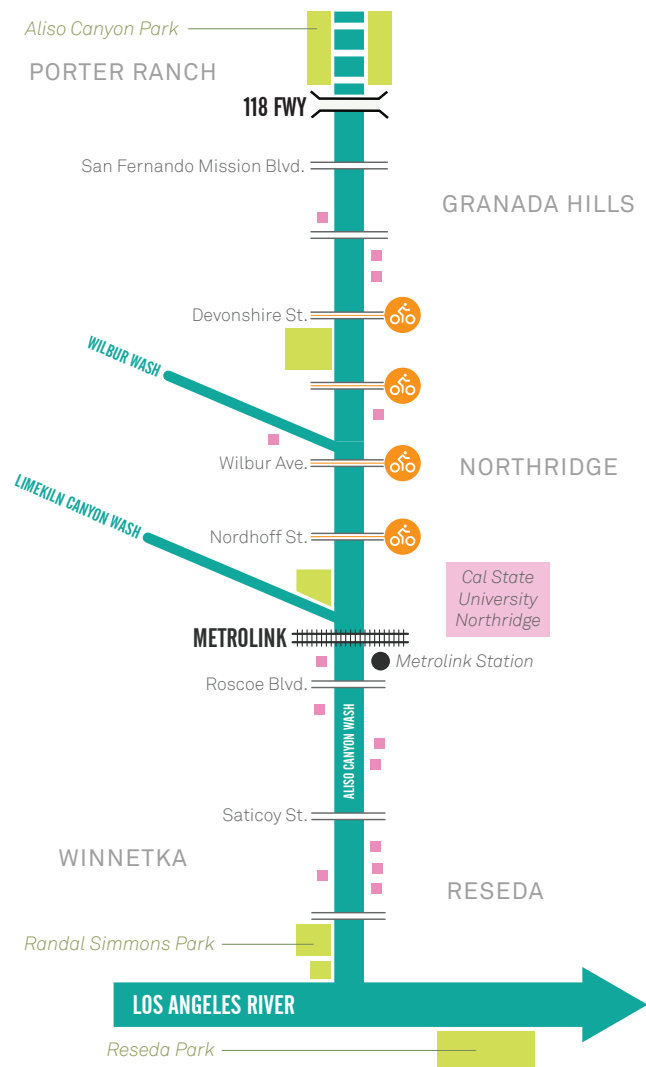 Aliso Canyon Park
PORTER RANCH
118 FWY
San Fernando Mission Blvd.
GRANADA HILLS
Devonshire St.
WILBUR WASH
Wilbur Ave.
NORTHRIDGE
LIMEKILN CANYON WASH
Nordhoff St.
Cal State
University
Northridge
METROLINK
Metrolink Station
Roscoe Blvd.
ALISO CANYON WASH
Saticoy St.
WINNETKA
RESEDA
Randal Simmons Park
LOS ANGELES RIVER
Reseda Park